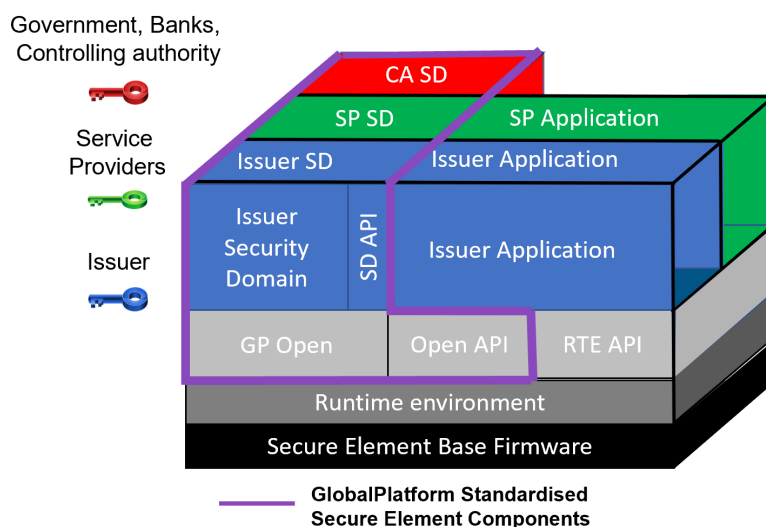 Government, Banks,
Controlling authority
Service
Providers
Issuer
CA SD
SP SD
SP Application
Issuer SD
Issuer Application
Issuer
Security
Domain
SD API
Issuer Application
GP Open
Open API
RTE API
Runtime environment
Secure Element Base Firmware
GlobalPlatform Standardised
Secure Element Components